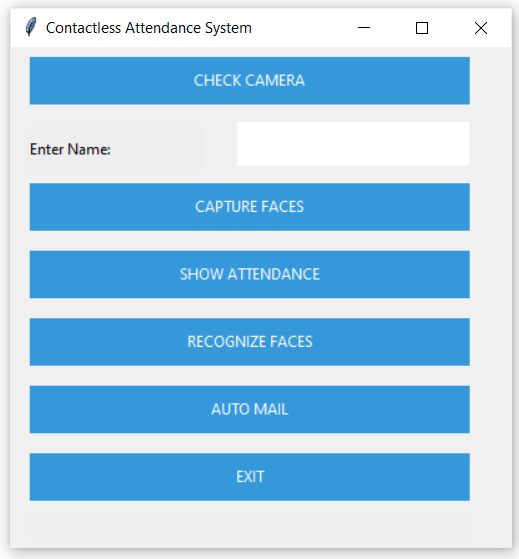 Contactless Attendance System
CHECK CAMERA
Enter Name:
CAPTURE FACES
SHOW ATTENDANCE
RECOGNIZE FACES
AUTO MAIL
EXIT